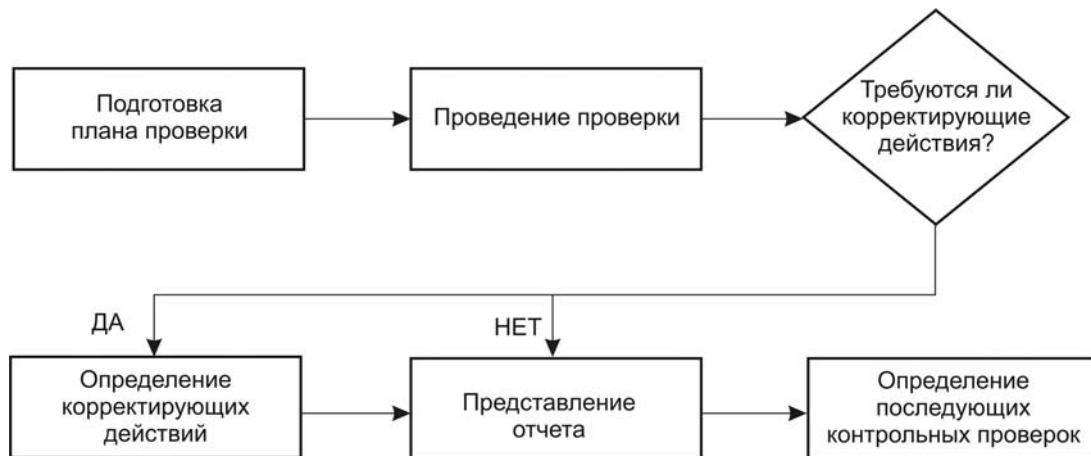 Подготовка
плана проверки
Проведение проверки
Требуются ли
корректирующие
действия?
ДА
НЕТ
Определение
корректирующих
действий
Представление
отчета
Определение
последующих
контрольных проверок